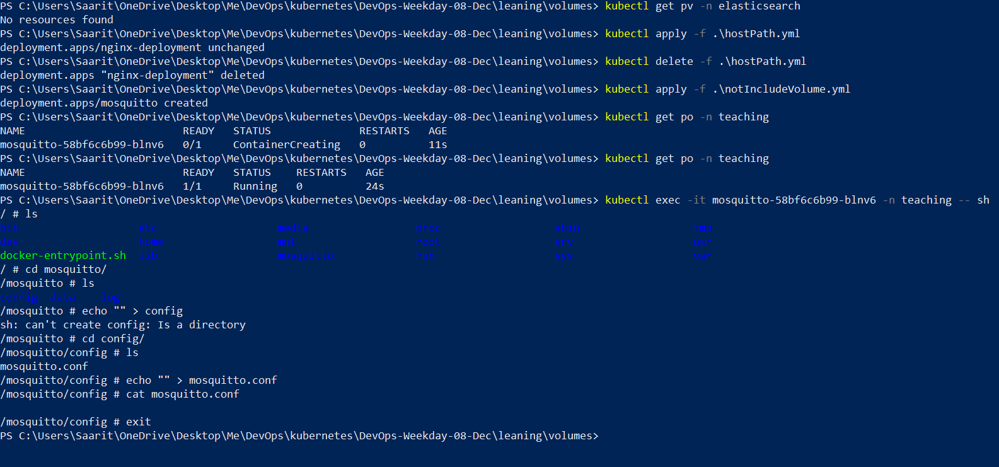 PS C:\Users\Saarit\OneDrive\Desktop\Me\DevOps\kubernetes\DevOps-Weekday-08-Dec\leaning\volumes> kubectl get pv -n elasticsearch
No resources found
PS C:\Users\Saarit\OneDrive\Desktop\Me\DevOps\kubernetes\DevOps-Weekday-08-Dec\leaning\volumes> kubectl apply -f .\hostPath.yml
deployment.apps/nginx-deployment unchanged
PS C:\Users\Saarit\OneDrive\Desktop\Me\DevOps\kubernetes\DevOps-Weekday-08-Dec\leaning\volumes> kubectl delete -f .\hostPath.yml
deployment.apps "nginx-deployment" deleted
PS C:\Users\Saarit\OneDrive\Desktop\Me\DevOps\kubernetes\DevOps-Weekday-08-Dec\leaning\volumes> kubectl apply -f .\notIncludeVolume.yml
deployment.apps/mosquitto created
PS C:\Users\Saarit\OneDrive\Desktop\Me\DevOps\kubernetes\DevOps-Weekday-08-Dec\leaning\volumes> kubectl get po -n teaching
NAME READY STATUS RESTARTS AGE
mosquitto-58bf6c6b99-blnv6 0/1 ContainerCreating 0 11s
PS C:\Users\Saarit\OneDrive\Desktop\Me\DevOps\kubernetes\DevOps-Weekday-08-Dec\leaning\volumes> kubectl get po -n teaching
NAME READY STATUS RESTARTS AGE
mosquitto-58bf6c6b99-blnv6 1/1 Running 0 24s
PS C:\Users\Saarit\OneDrive\Desktop\Me\DevOps\kubernetes\DevOps-Weekday-08-Dec\leaning\volumes> kubectl exec -it mosquitto-58bf6c6b99-blnv6 -n teaching -- sh
/ # ls
bin etc media proc sbin tmp
dev home mnt root srv usr
docker-entrypoint.sh lib mosquitto run sys var
/ # cd mosquitto/
/mosquitto # ls
config data log
/mosquitto # echo "" > config
sh: can't create config: Is a directory
/mosquitto # cd config/
/mosquitto/config # ls
mosquitto.conf
/mosquitto/config # echo "" > mosquitto.conf
/mosquitto/config # cat mosquitto.conf
/mosquitto/config # exit
PS C:\Users\Saarit\OneDrive\Desktop\Me\DevOps\kubernetes\DevOps-Weekday-08-Dec\leaning\volumes>